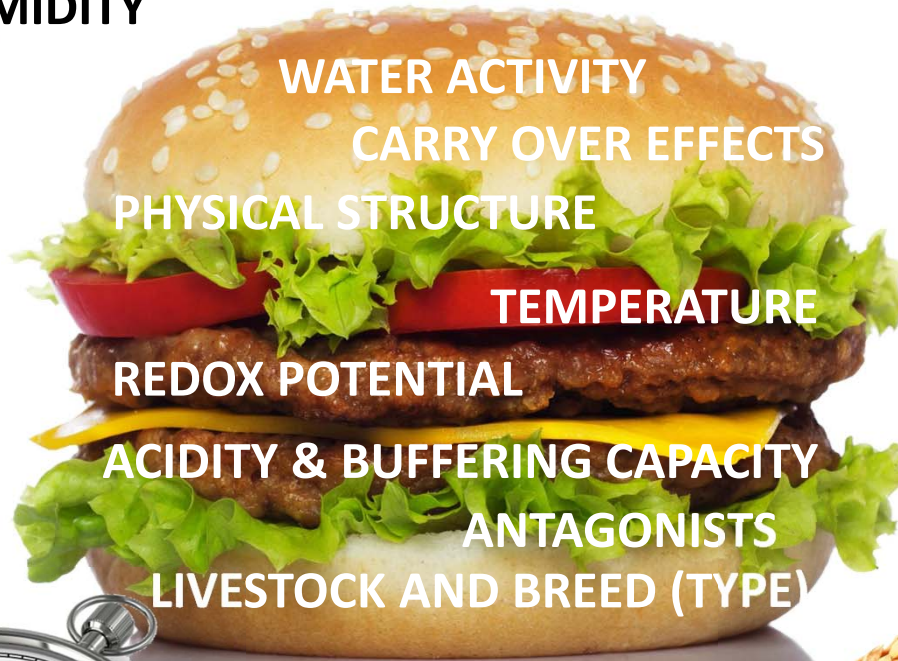 MIDITY
WATER ACTIVITY
CARRY OVER EFFECTS
PHYSICAL STRUCTURE
TEMPERATURE
REDOX POTENTIAL
ACIDITY & BUFFERING CAPACITY
ANTAGONISTS
LIVESTOCK AND BREED (TYPE)